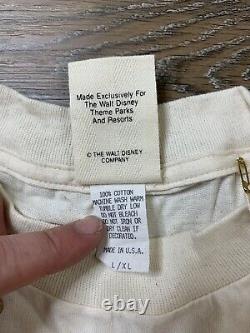 Made Exclusively For
The Walt Disney
Theme Parks
And Resorts
© THE WALT DISNEY
COMPANY
100% COTTON
MACHINE WASH WARM
TUMBLE DRY LOW
DO NOT BLEACH
DO NOT IRON OR
DRY CLEAN IF
DECORATED.
MADE IN U.S.A.
L/XL